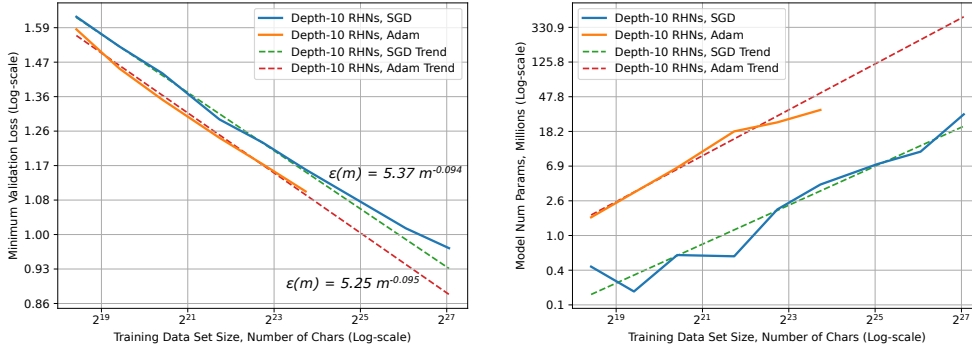 Minimum Validation Loss (Log-scale)
1.59
1.47
1.36
1.26
1.17
1.08
1.00
0.93
0.86
Depth-10 RHNs, SGD
Depth-10 RHNs, Adam
Depth-10 RHNs, SGD Trend
Depth-10 RHNs, Adam Trend
ε(m) = 5.37 m^-0.094
ε(m) = 5.25 m^-0.095
2^19 2^21 2^23 2^25 2^27
Training Data Set Size, Number of Chars (Log-scale)
Model Num Params, Millions (Log-scale)
330.9
125.8
47.8
18.2
6.9
2.6
1.0
0.4
0.1
Depth-10 RHNs, SGD
Depth-10 RHNs, Adam
Depth-10 RHNs, SGD Trend
Depth-10 RHNs, Adam Trend
2^19 2^21 2^23 2^25 2^27
Training Data Set Size, Number of Chars (Log-scale)